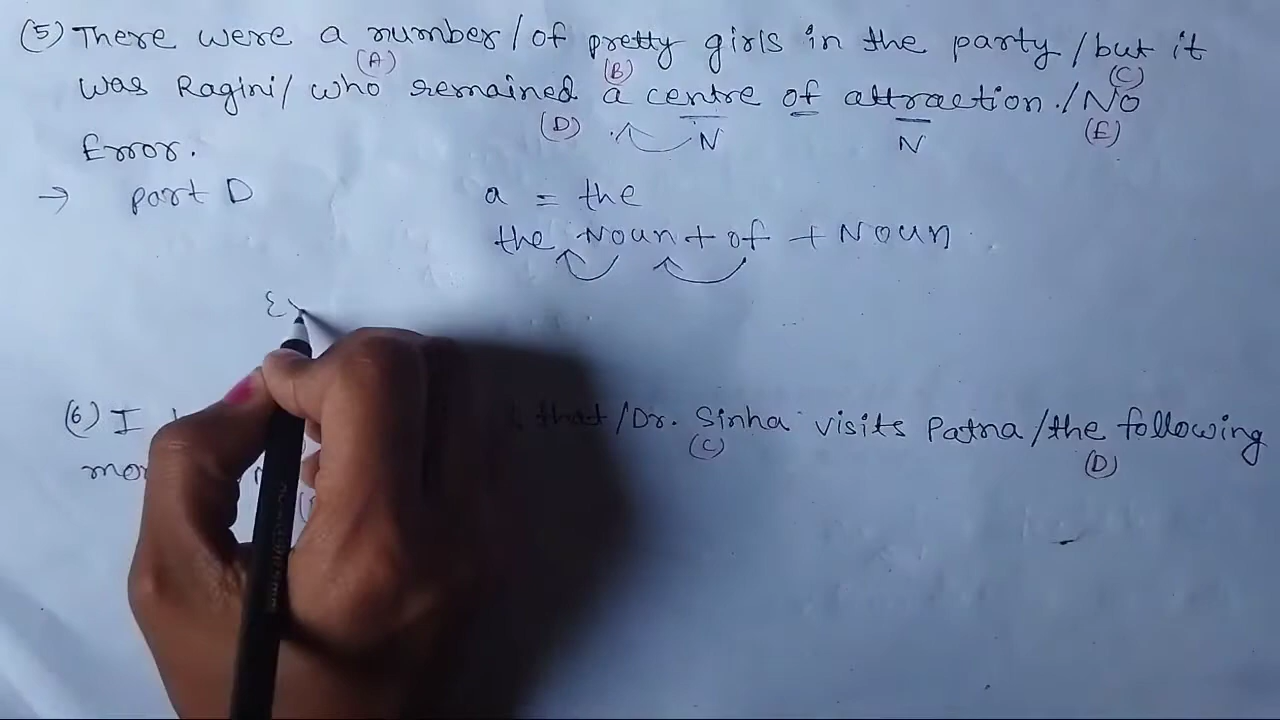 (5) There were a number / of pretty girls in the party / but it
(A) (B) (C)
was Ragini / who remained a centre of attraction. / No
(D) N N (E)
Error.
→ part D a = the
the Noun + of + Noun
Ex
(6) I that / Dr. Sinha visits Patna / the following
(C) (D)